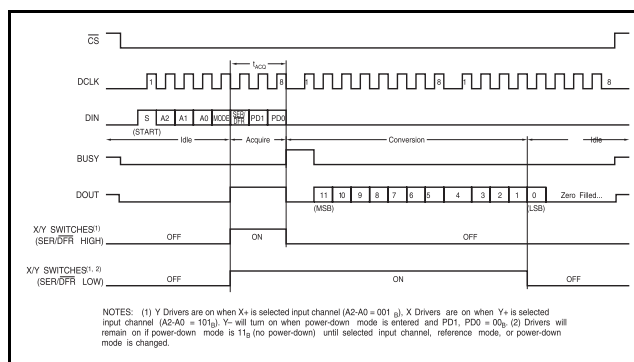 CS
tACQ
DCLK 1 8 1 8 1 8
DIN S A2 A1 A0 MODE SER/DFR PD1 PD0
(START)
Idle Acquire Conversion Idle
BUSY
DOUT 11 10 9 8 7 6 5 4 3 2 1 0 Zero Filled...
(MSB) (LSB)
X/Y SWITCHES(1)
(SER/DFR HIGH) OFF ON OFF
X/Y SWITCHES(1, 2)
(SER/DFR LOW) OFF ON OFF
NOTES: (1) Y Drivers are on when X+ is selected input channel (A2-A0 = 001 B), X Drivers are on when Y+ is selected
input channel (A2-A0 = 101B). Y– will turn on when power-down mode is entered and PD1, PD0 = 00B. (2) Drivers will
remain on if power-down mode is 11B (no power-down) until selected input channel, reference mode, or power-down
mode is changed.